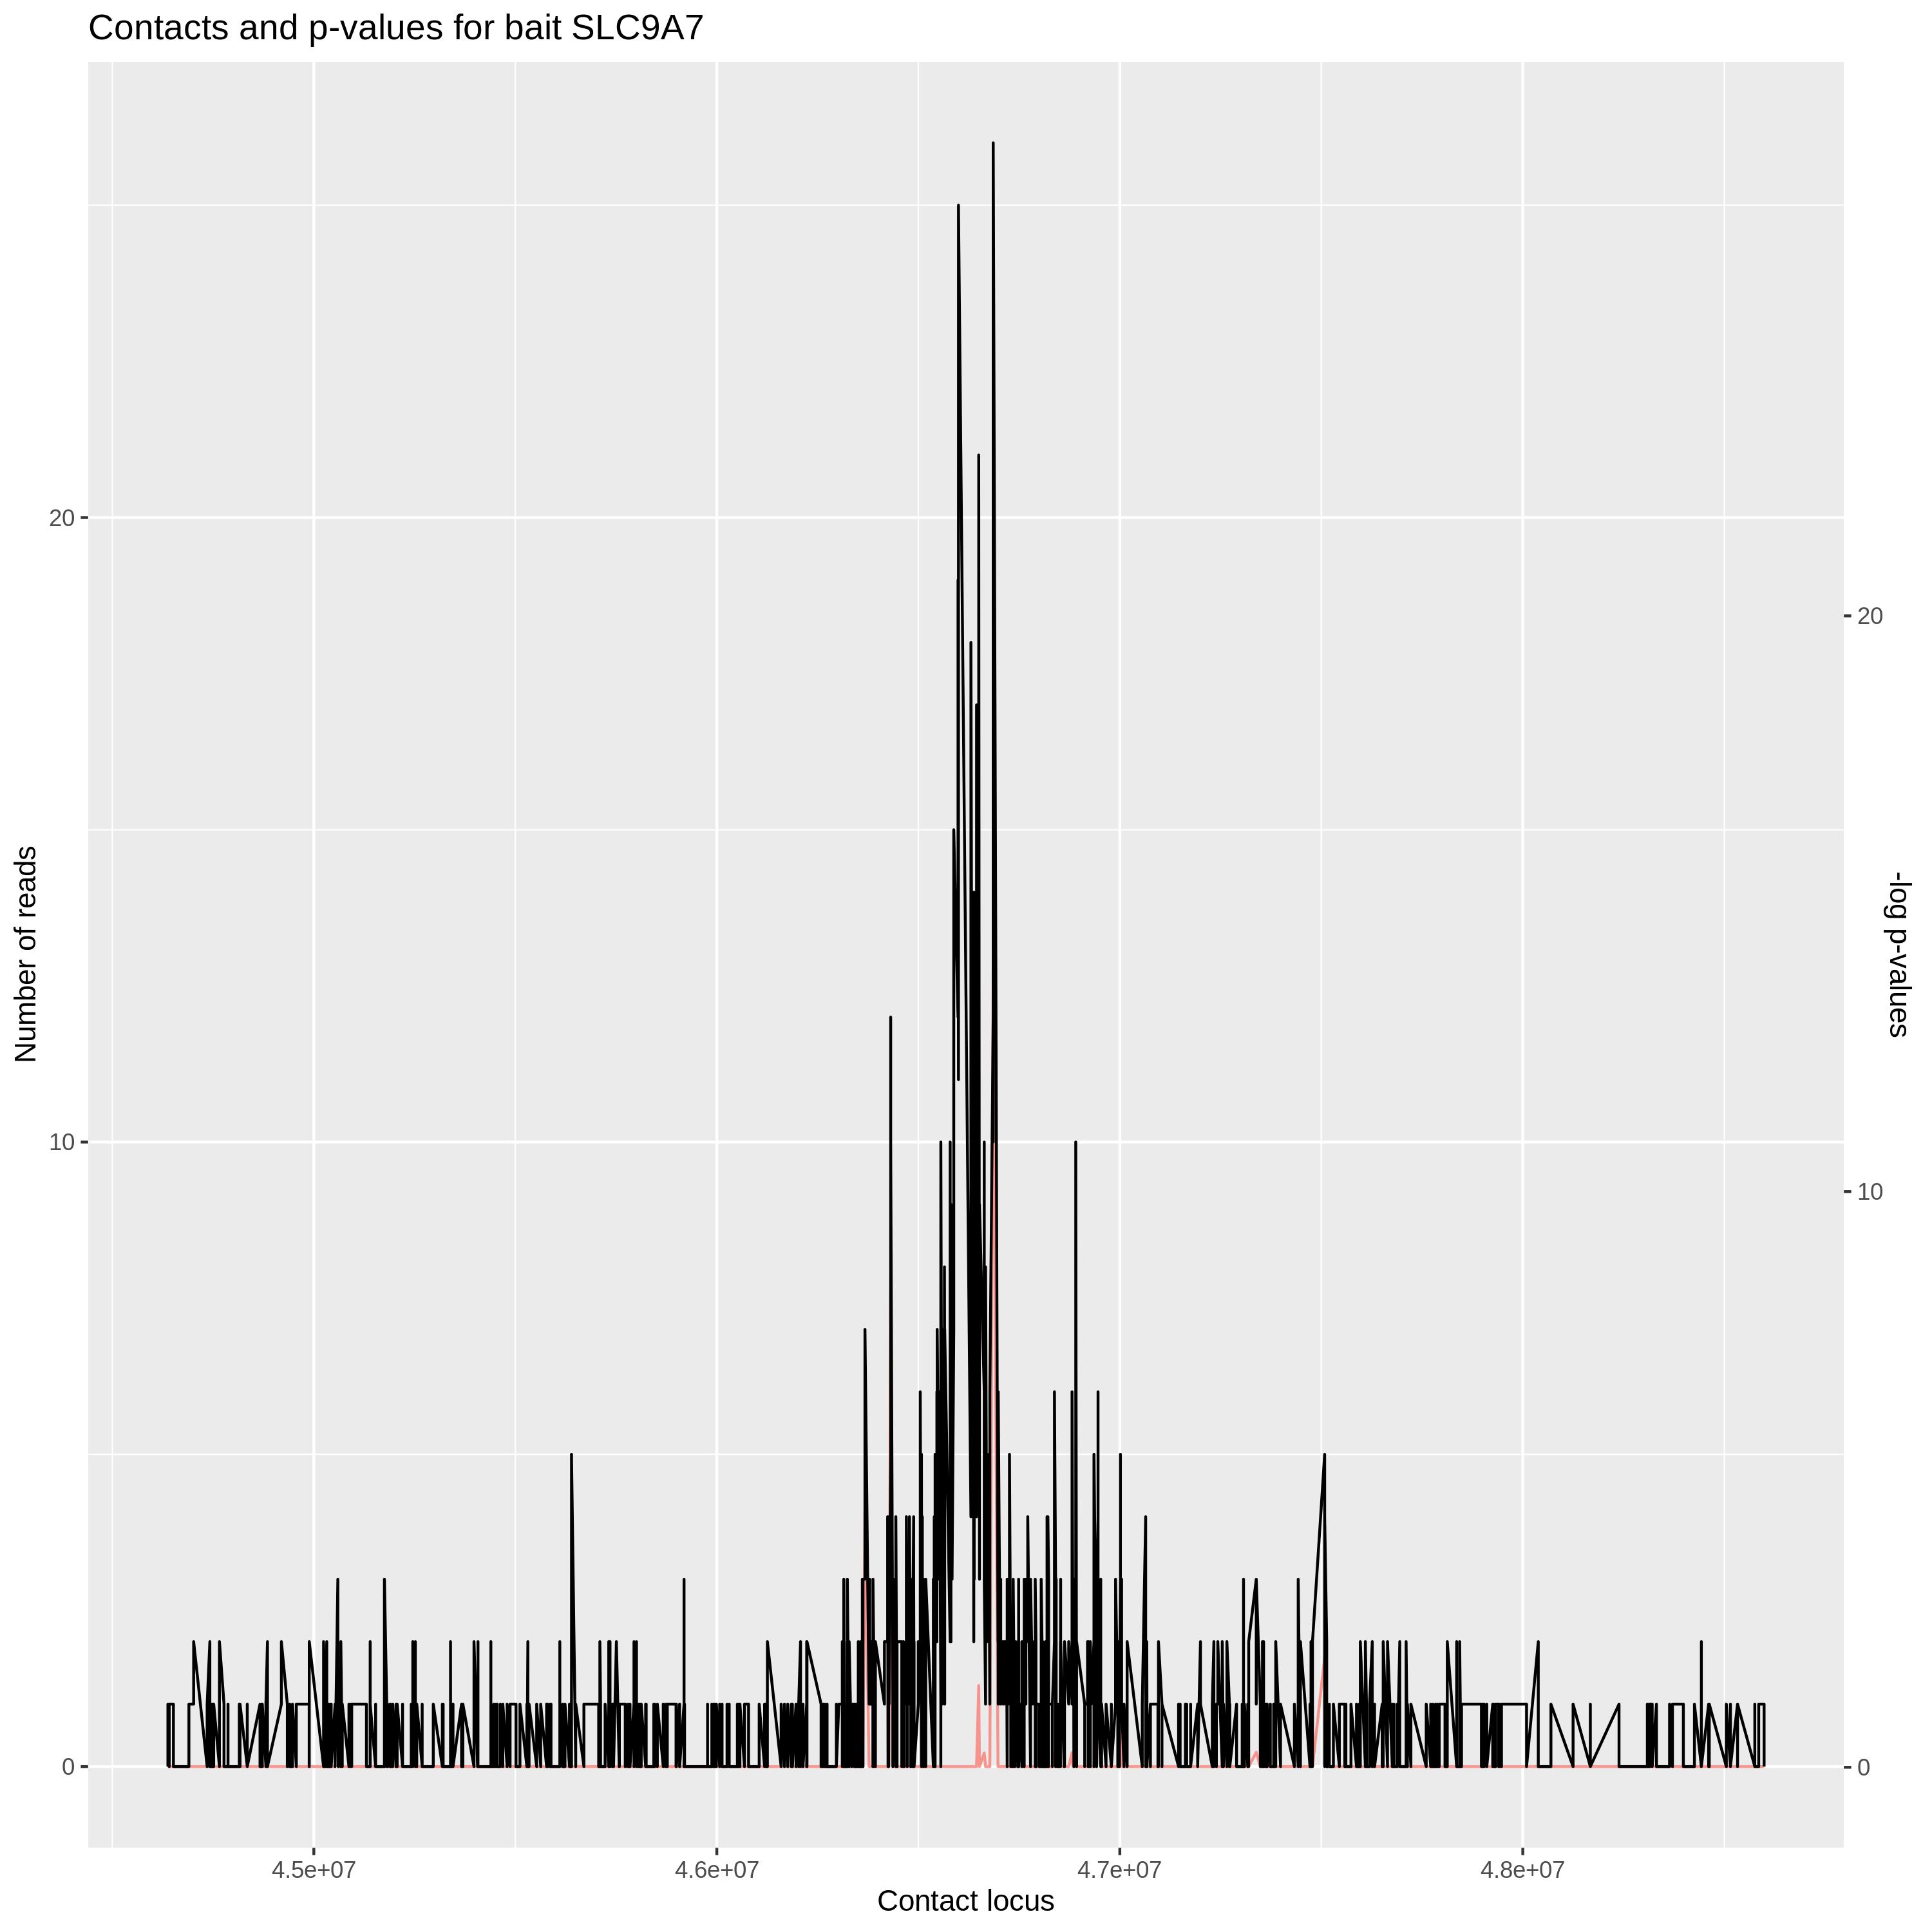 Contacts and p-values for bait SLC9A7
Number of reads
20
10
0
20
10
0
-log p-values
4.5e+07 4.6e+07 4.7e+07 4.8e+07
Contact locus